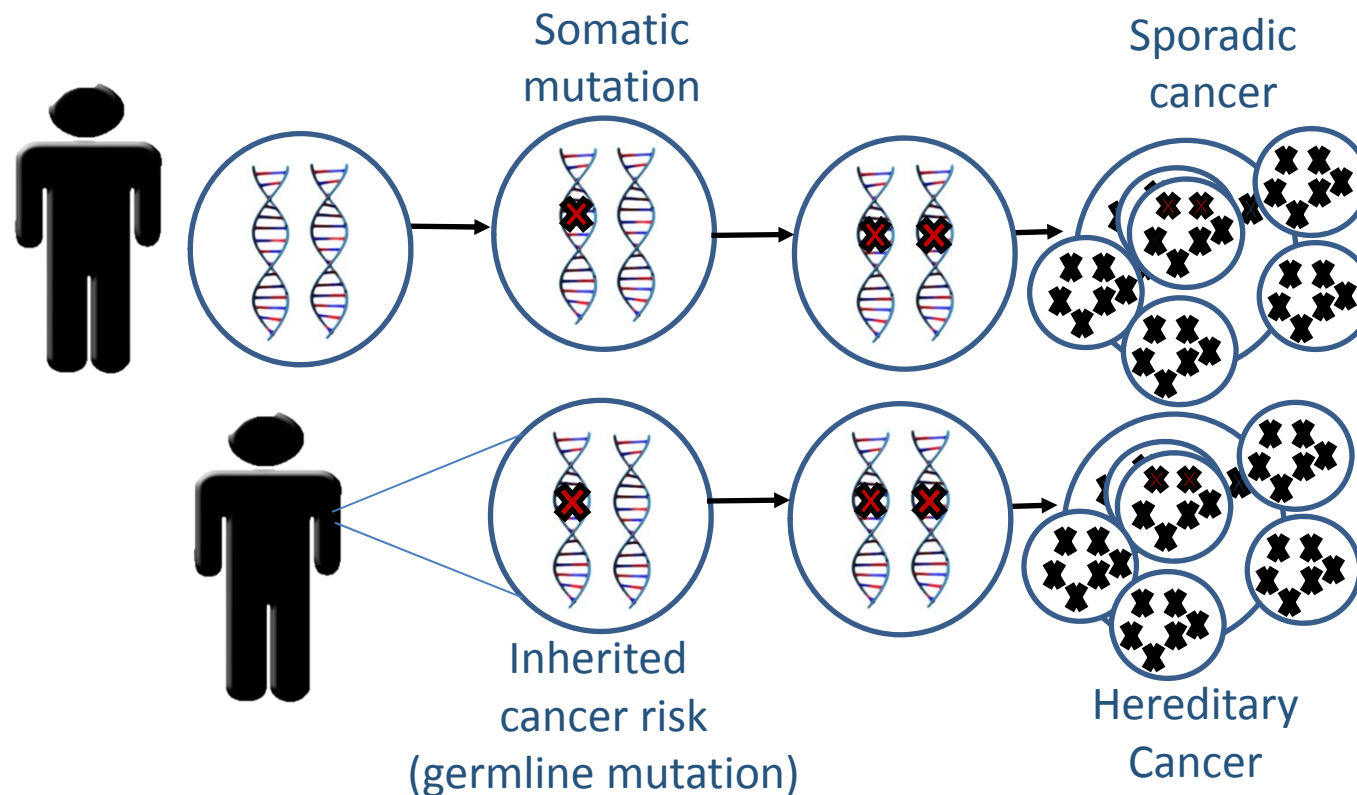 Somatic
mutation
Sporadic
cancer
Inherited
cancer risk
(germline mutation)
Hereditary
Cancer